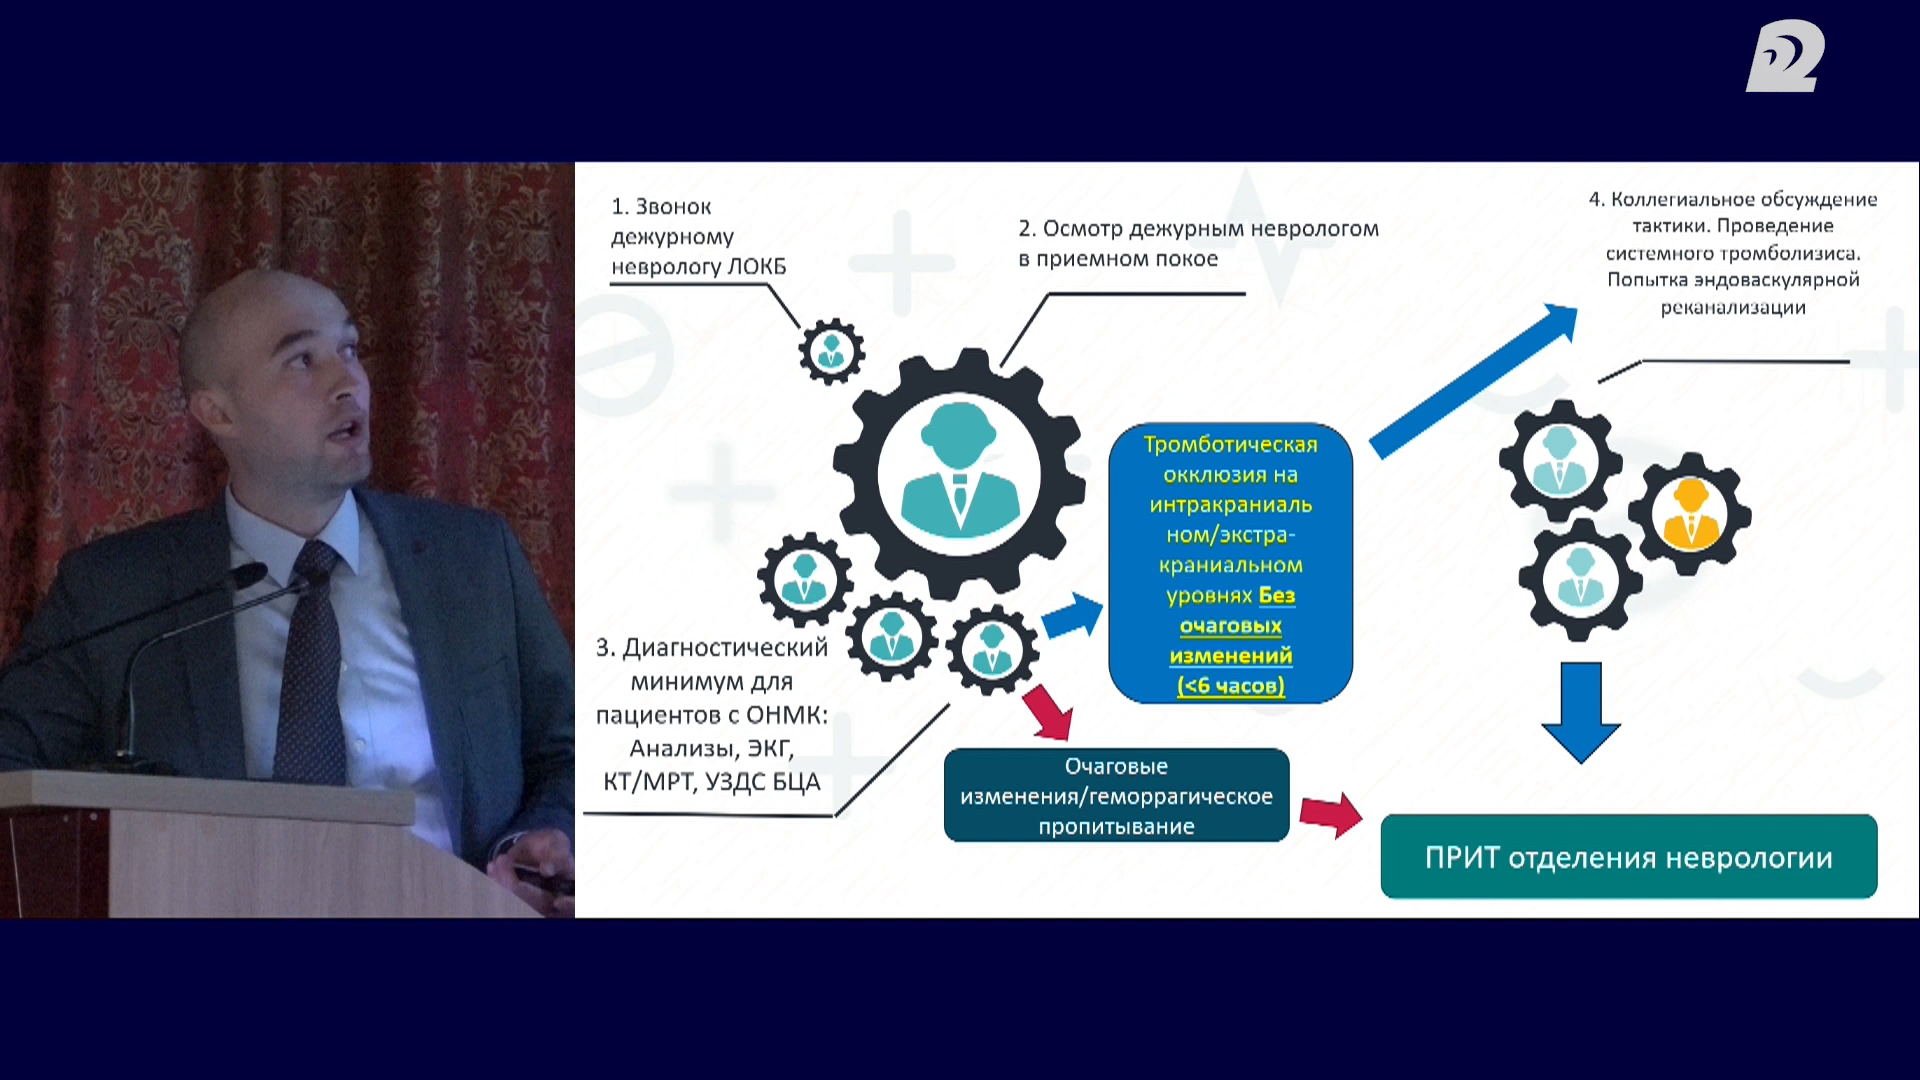 1. Звонок
дежурному
неврологу ЛОКБ
2. Осмотр дежурным неврологом
в приемном покое
4. Коллегиальное обсуждение
тактики. Проведение
системного тромболизиса.
Попытка эндоваскулярной
реканализации
Тромботическая
окклюзия на
интракраниаль
ном/экстра-
краниальном
уровнях Без
очаговых
изменений
(<6 часов)
3. Диагностический
минимум для
пациентов с ОНМК:
Анализы, ЭКГ,
КТ/МРТ, УЗДС БЦА
Очаговые
изменения/геморрагическое
пропитывание
ПРИТ отделения неврологии